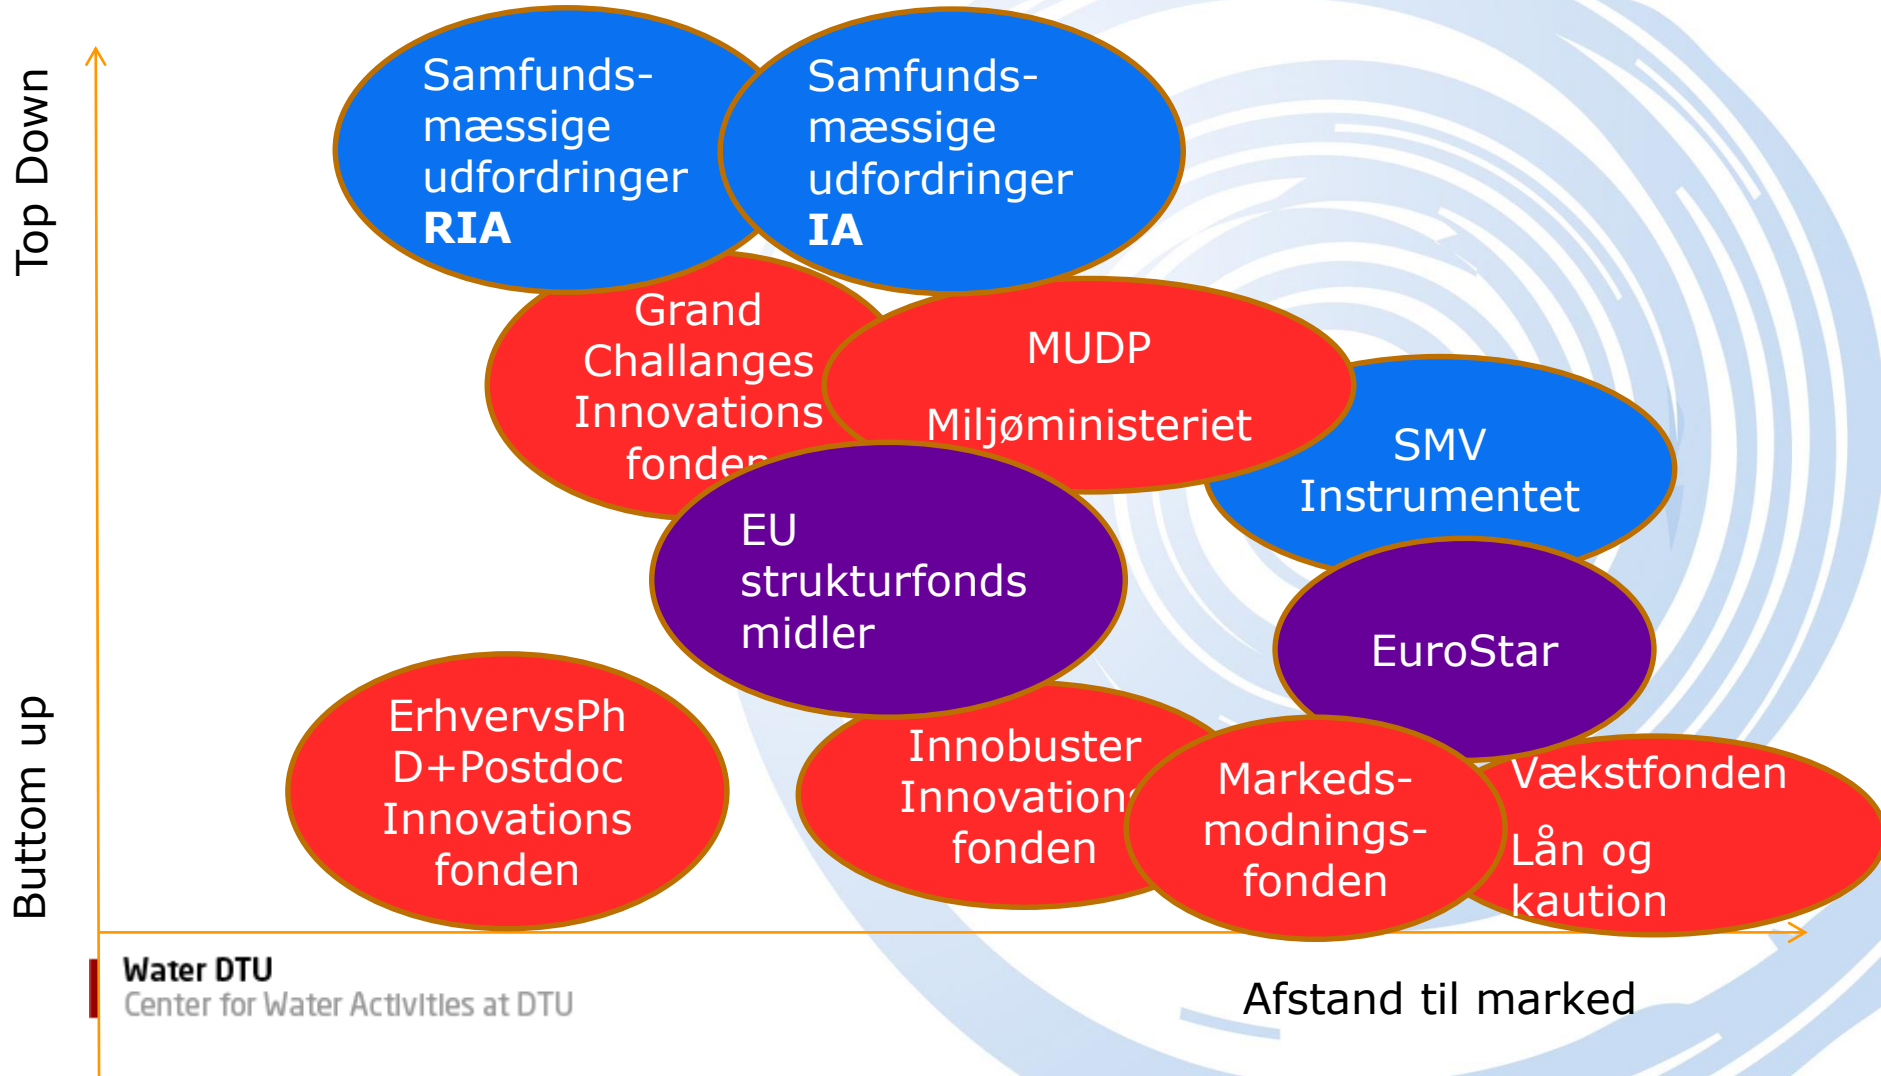 Top Down
Samfunds-
mæssige
udfordringer
RIA
Samfunds-
mæssige
udfordringer
IA
Grand
Challanges
Innovations
fonden
MUDP
Miljøministeriet
SMV
Instrumentet
EU
strukturfonds
midler
EuroStar
Buttom up
ErhvervsPh
D+Postdoc
Innovations
fonden
Innobuster
Innovations
fonden
Markeds-
modnings-
fonden
Vækstfonden
Lån og
kaution
Water DTU
Center for Water Activities at DTU
Afstand til marked